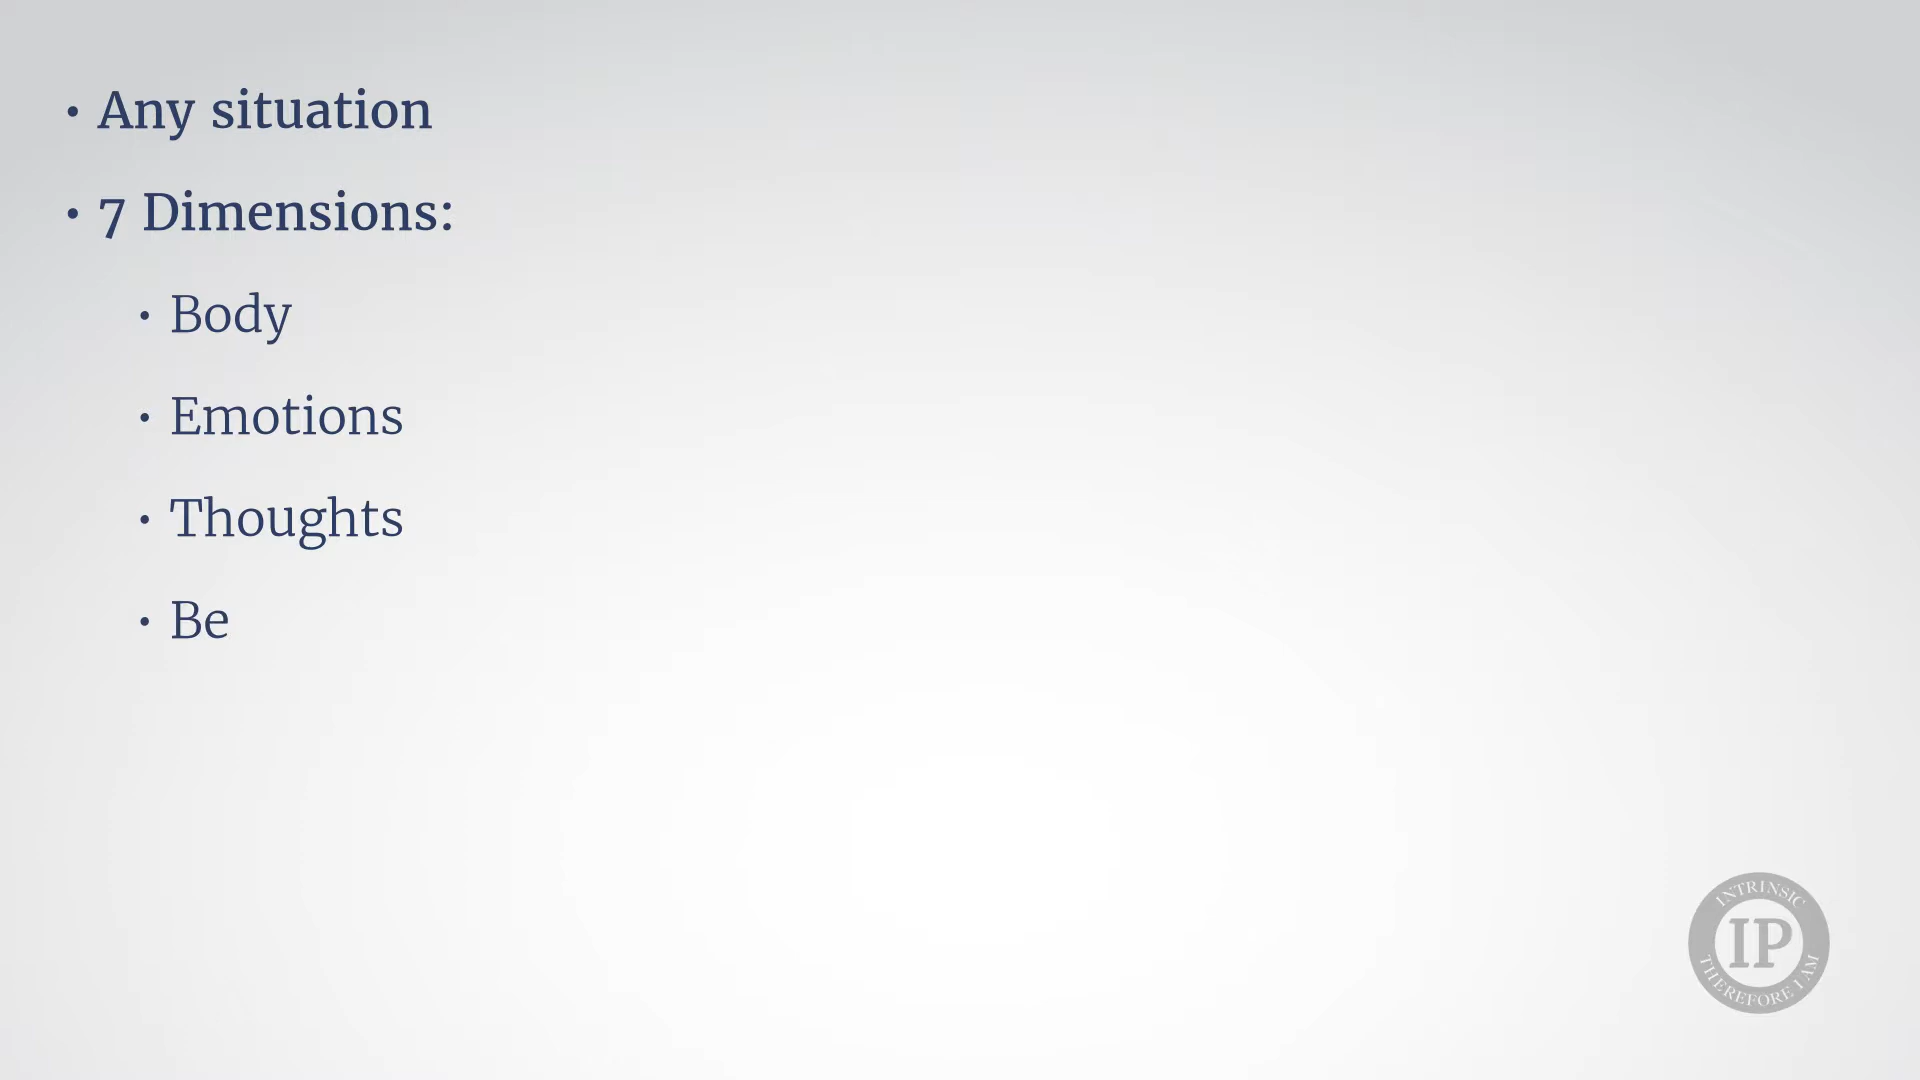 • Any situation
• 7 Dimensions:
• Body
• Emotions
• Thoughts
• Be
INTRINSIC
IP
THEREFORE I AM